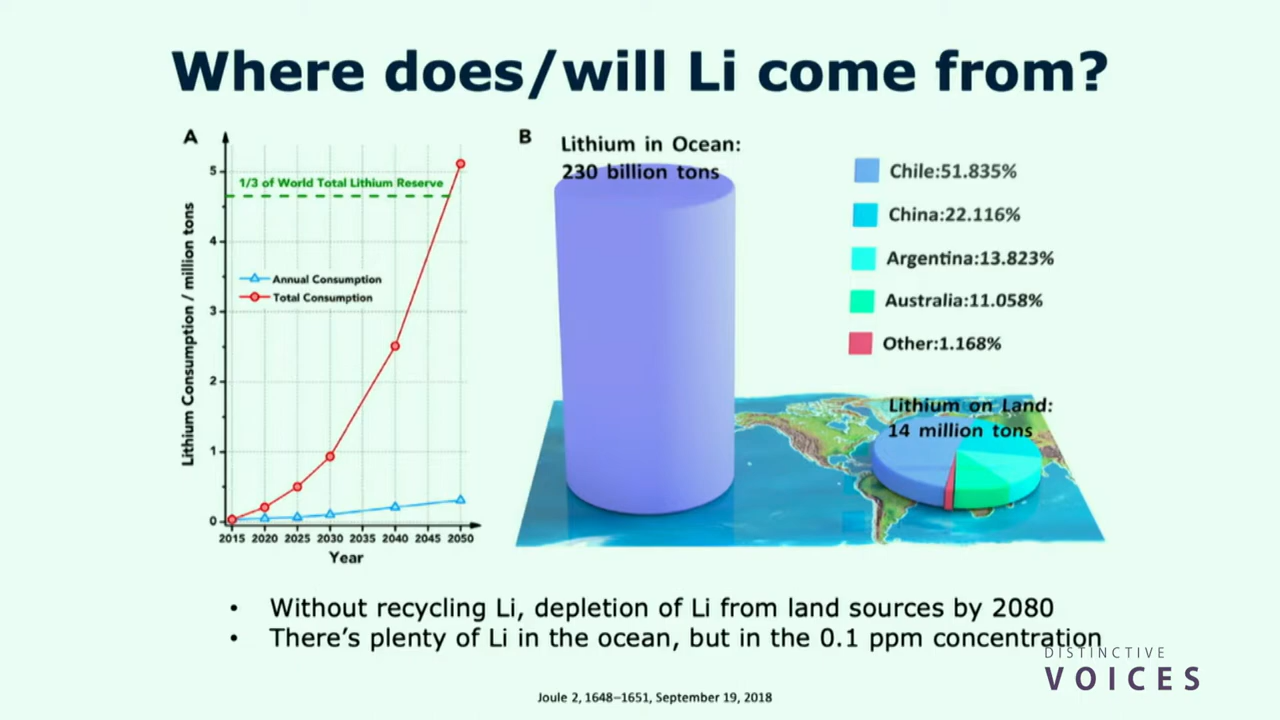 Where does/will Li come from?
A
5
4
3
2
1
0
Lithium Consumption / million tons
1/3 of World Total Lithium Reserve
Annual Consumption
Total Consumption
2015 2020 2025 2030 2035 2040 2045 2050
Year
B
Lithium in Ocean:
230 billion tons
Chile:51.835%
China:22.116%
Argentina:13.823%
Australia:11.058%
Other:1.168%
Lithium on Land:
14 million tons
• Without recycling Li, depletion of Li from land sources by 2080
• There’s plenty of Li in the ocean, but in the 0.1 ppm concentration
DISTINCTIVE
VOICES
Joule 2, 1648–1651, September 19, 2018